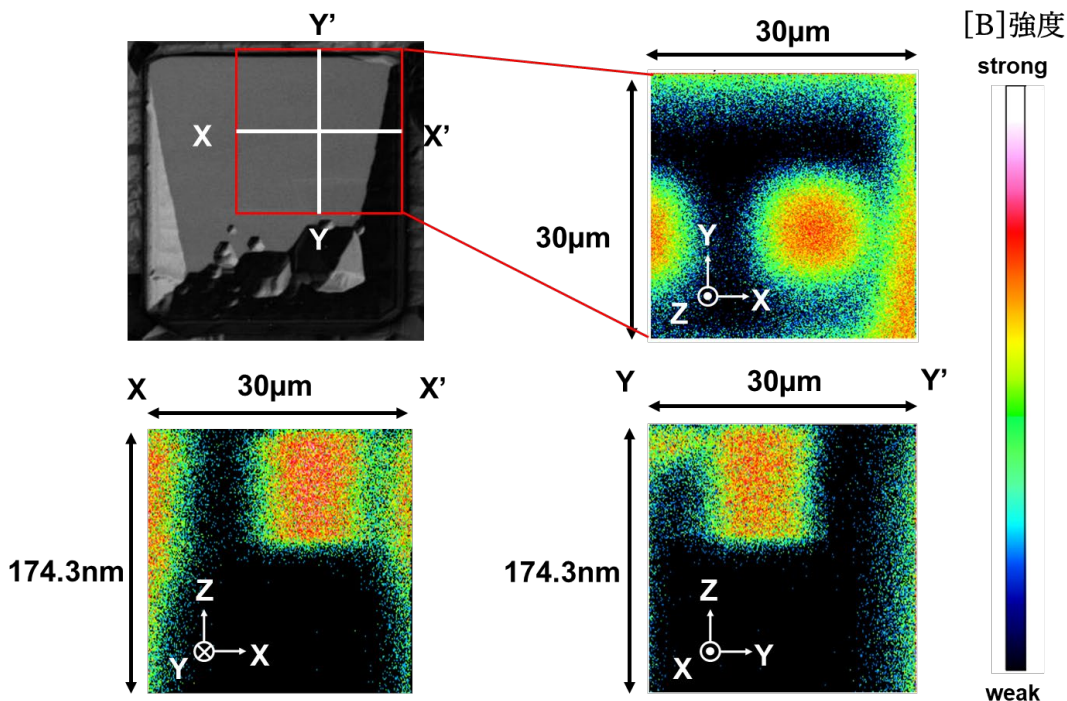 Y’
30μm
[B]強度
strong
X
X’
30μm
Y
Y
Z
X
X
30μm
X’
Y
30μm
Y’
174.3nm
Z
Y
X
174.3nm
Z
X
Y
weak